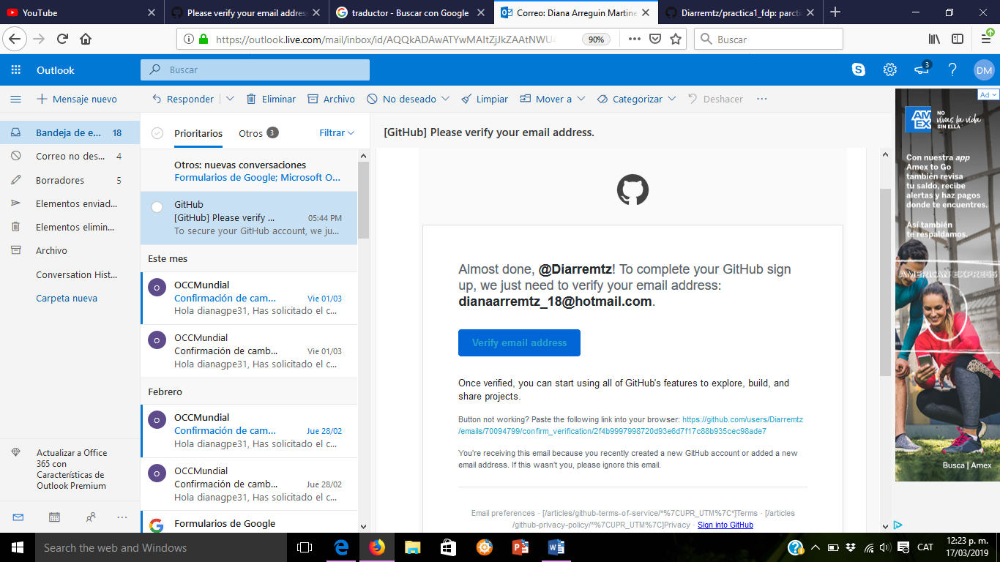 YouTube
Please verify your email addres
traductor - Buscar con Google
Correo: Diana Arreguin Martine
Diarremtz/practica1_fdp: parcti
https://outlook.live.com/mail/inbox/id/AQQkADAwATYwMAItZjJkZAAtNWU4
90%
Buscar
Outlook
Buscar
3
DM
Mensaje nuevo
Responder
Eliminar
Archivo
No deseado
Limpiar
Mover a
Categorizar
Deshacer
Bandeja de e... 18
Correo no des... 4
Borradores 5
Elementos enviad...
Elementos elimin...
Archivo
Conversation Hist...
Carpeta nueva
Actualizar a Office
365 con
Características de
Outlook Premium
Prioritarios
Otros 3
Filtrar
Otros: nuevas conversaciones
Formularios de Google; Microsoft O...
GitHub
[GitHub] Please verify ... 05:44 PM
To secure your GitHub account, we ju...
Este mes
O
OCCMundial
Confirmación de cam... Vie 01/03
Hola dianagpe31, Has solicitado el c...
O
OCCMundial
Confirmación de camb... Vie 01/03
Hola dianagpe31, Has solicitado el c...
Febrero
O
OCCMundial
Confirmación de cam... Jue 28/02
Hola dianagpe31, Has solicitado el c...
O
OCCMundial
Confirmación de camb... Jue 28/02
Hola dianagpe31, Has solicitado el c...
G
Formularios de Google
[GitHub] Please verify your email address.
Almost done, @Diarremtz! To complete your GitHub sign
up, we just need to verify your email address:
dianaarremtz_18@hotmail.com.
Verify email address
Once verified, you can start using all of GitHub's features to explore, build, and
share projects.
Button not working? Paste the following link into your browser: https://github.com/users/Diarremtz
/emails/70094799/confirm_verification/2f4b9997998720d93e6d7f17c88b935cec98ade7
You're receiving this email because you recently created a new GitHub account or added a new
email address. If this wasn't you, please ignore this email.
Email preferences · [/articles/github-terms-of-service/*%7CUPR_UTM%7C*]Terms · [/articles
/github-privacy-policy/*%7CUPR_UTM%7C]Privacy · Sign into GitHub
Ad
AM
EX
NO
vivas la vida
SIN ELLA
Con nuestra app
Amex to Go
también revisa
tu saldo, recibe
alertas y haz pagos
donde te encuentres.
Así también
te respaldamos.
AMERICAN EXPRESS
Busca | Amex
Search the web and Windows
CAT
12:23 p. m.
17/03/2019